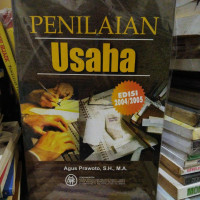 PENILAIAN
Usaha
EDISI
2004/2005
Agus Prawoto, S.H., M.A.